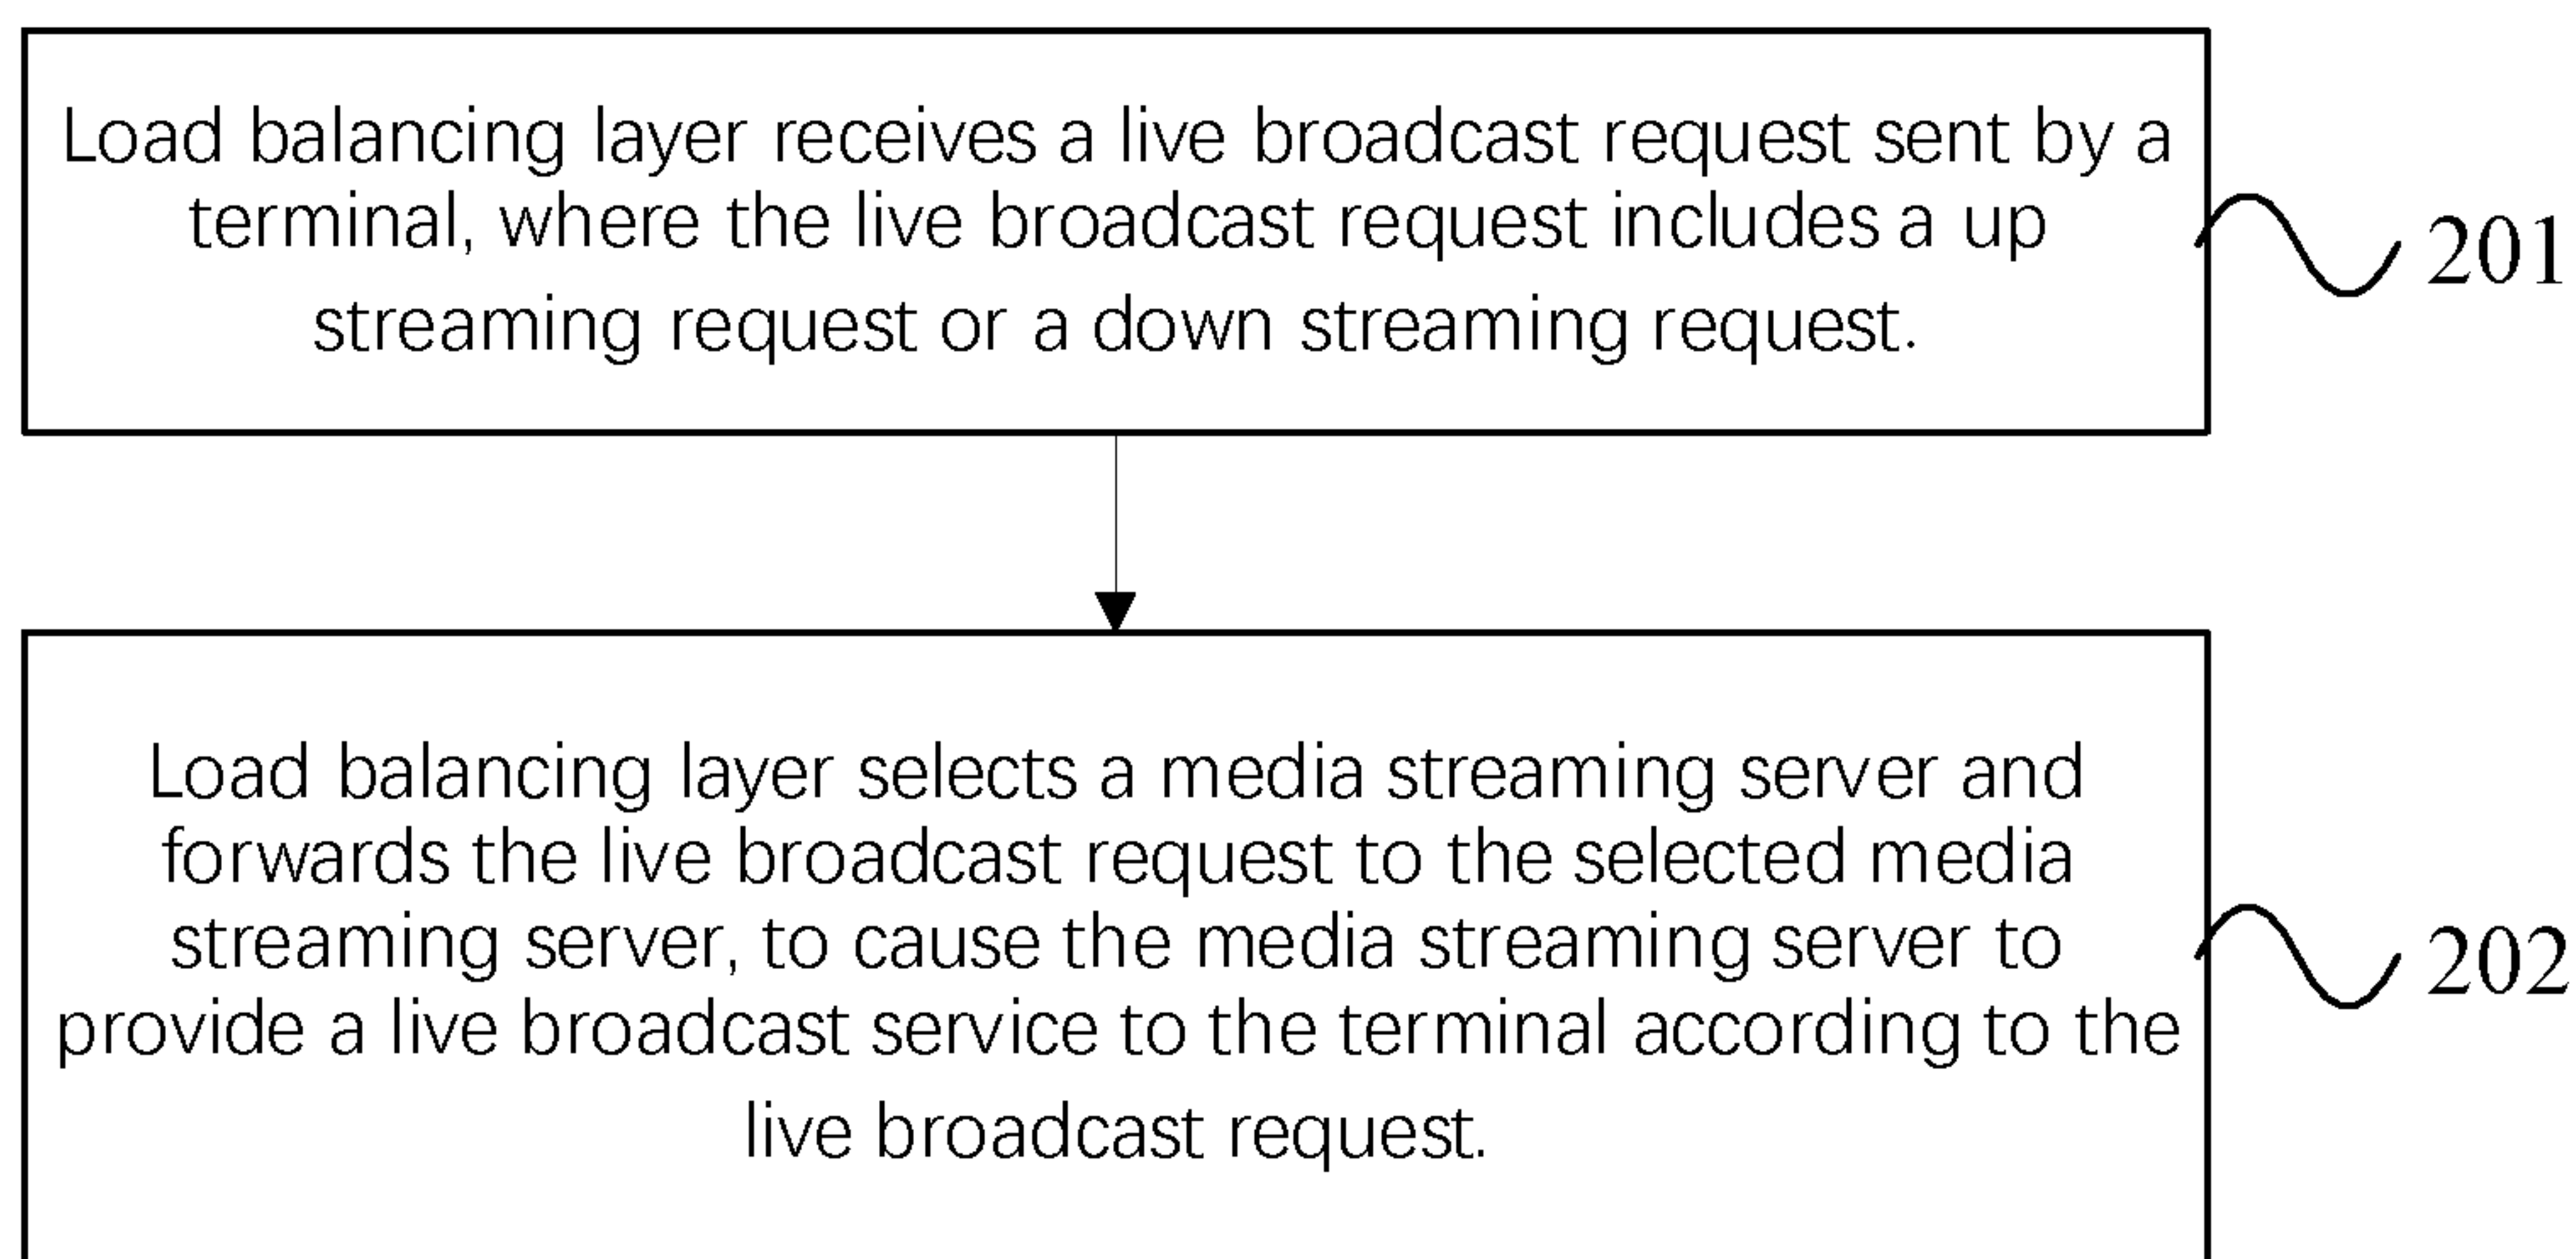 Load balancing layer receives a live broadcast request sent by a
terminal, where the live broadcast request includes a up
streaming request or a down streaming request.
201
Load balancing layer selects a media streaming server and
forwards the live broadcast request to the selected media
streaming server, to cause the media streaming server to
provide a live broadcast service to the terminal according to the
live broadcast request.
202